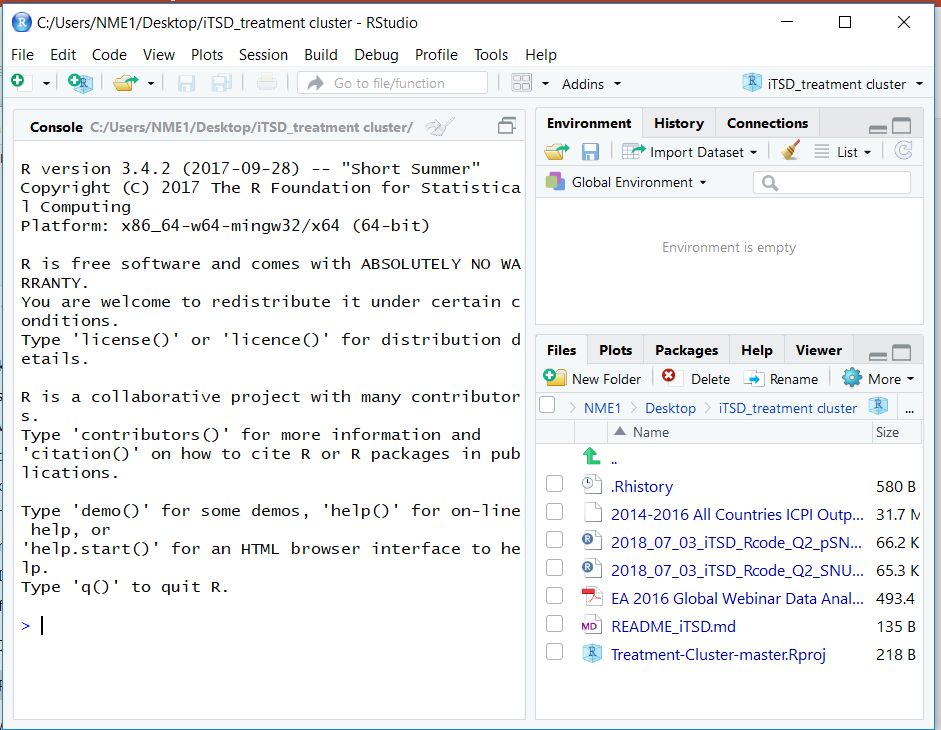 C:/Users/NME1/Desktop/iTSD_treatment cluster - RStudio
File Edit Code View Plots Session Build Debug Profile Tools Help
Go to file/function Addins iTSD_treatment cluster
Console C:/Users/NME1/Desktop/iTSD_treatment cluster/
R version 3.4.2 (2017-09-28) -- "Short Summer"
Copyright (C) 2017 The R Foundation for Statistica
l Computing
Platform: x86_64-w64-mingw32/x64 (64-bit)
R is free software and comes with ABSOLUTELY NO WA
RRANTY.
You are welcome to redistribute it under certain c
onditions.
Type 'license()' or 'licence()' for distribution d
etails.
R is a collaborative project with many contributor
s.
Type 'contributors()' for more information and
'citation()' on how to cite R or R packages in pub
lications.
Type 'demo()' for some demos, 'help()' for on-line
 help, or
'help.start()' for an HTML browser interface to he
lp.
Type 'q()' to quit R.
>
Environment History Connections
Import Dataset List
Global Environment
Environment is empty
Files Plots Packages Help Viewer
New Folder Delete Rename More
NME1 Desktop iTSD_treatment cluster ...
Name Size
..
.Rhistory 580 B
2014-2016 All Countries ICPI Outp... 31.7 M
2018_07_03_iTSD_Rcode_Q2_pSN... 66.2 K
2018_07_03_iTSD_Rcode_Q2_SNU... 65.3 K
EA 2016 Global Webinar Data Anal... 493.4
MD README_iTSD.md 135 B
Treatment-Cluster-master.Rproj 218 B